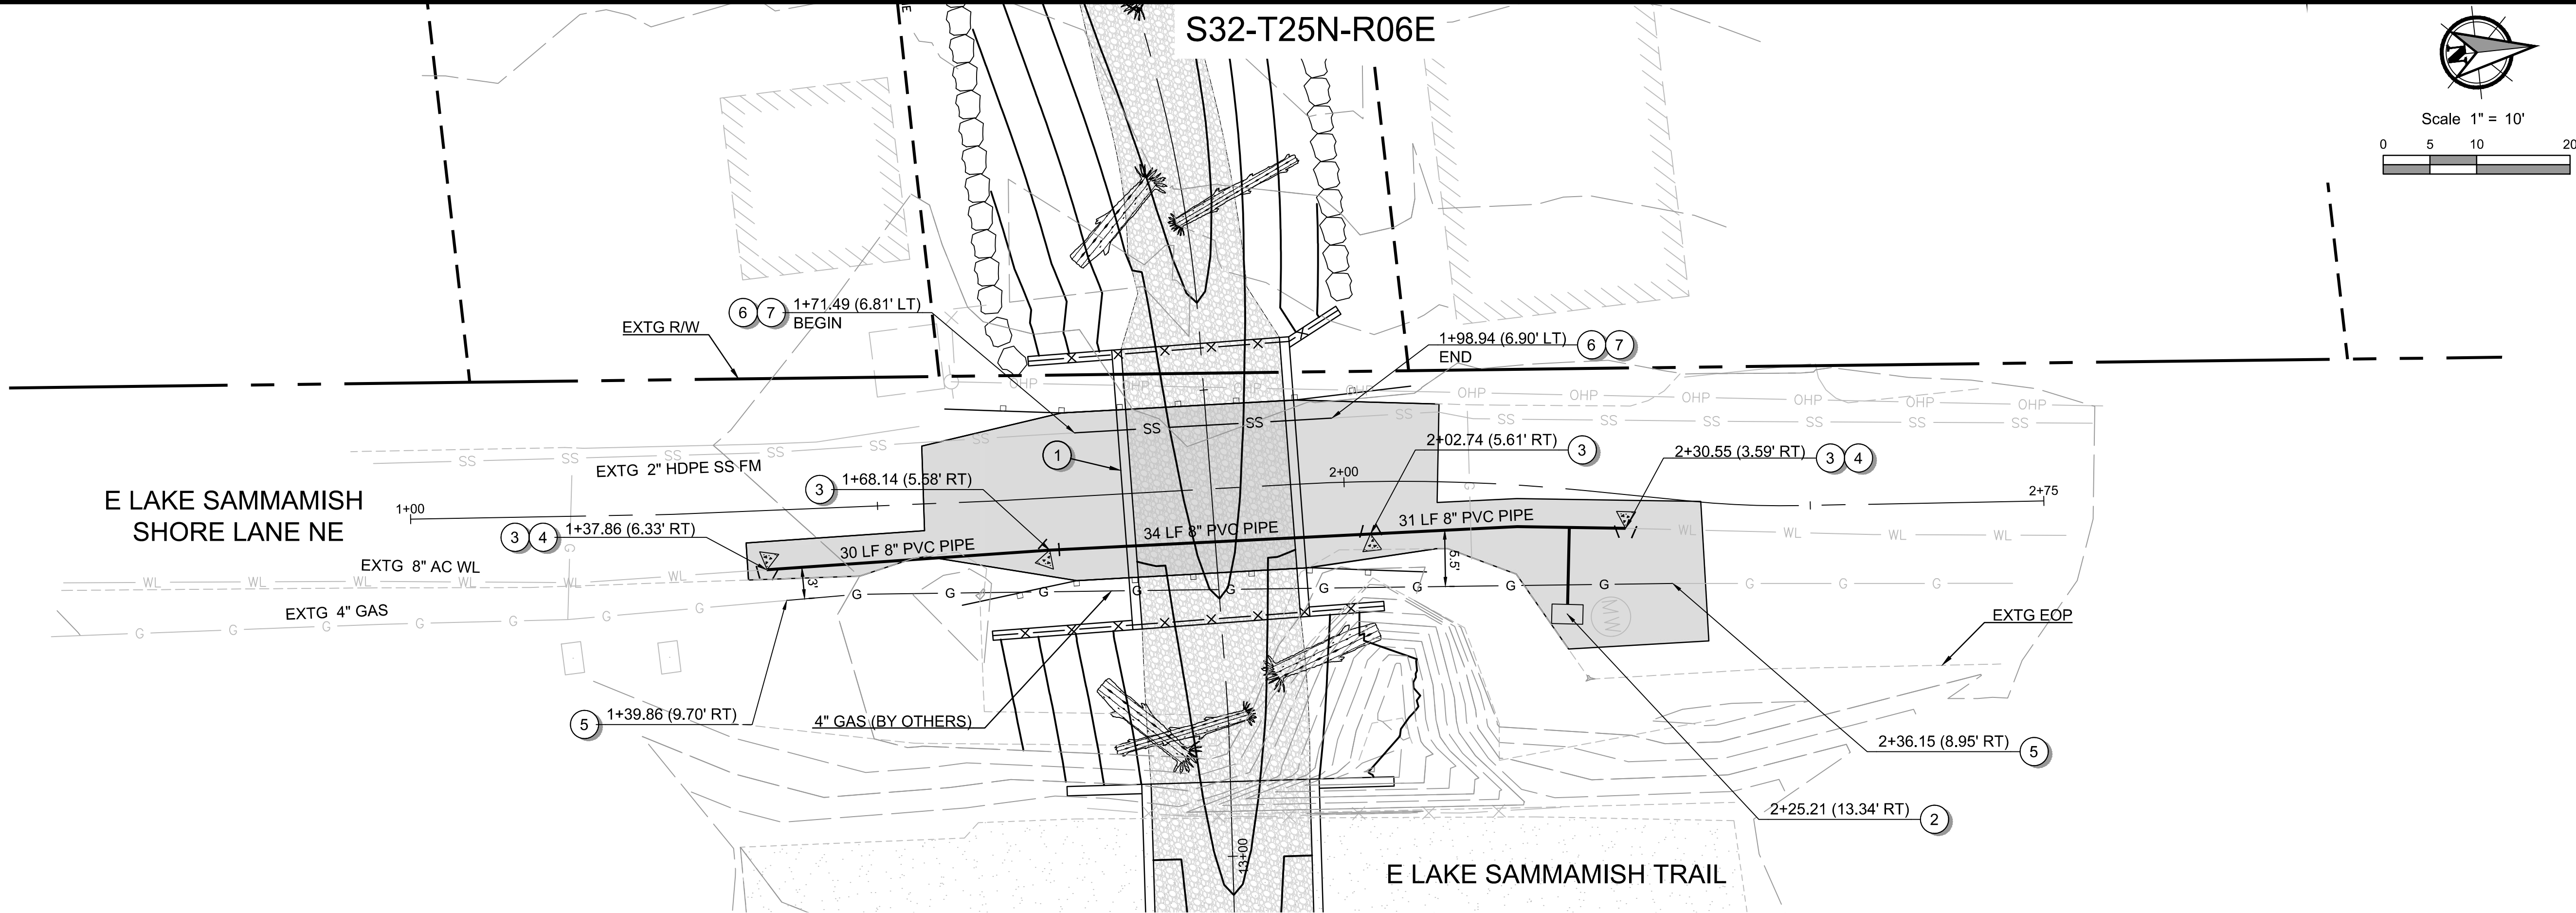 S32-T25N-R06E
N
Scale 1" = 10'
0 5 10 20
6 7 1+71.49 (6.81' LT)
BEGIN
EXTG R/W
1+98.94 (6.90' LT) 6 7
END
OHP OHP OHP OHP OHP OHP OHP OHP OHP OHP
SS SS SS SS SS SS SS
SS SS SS SS SS SS SS SS
1
2+02.74 (5.61' RT) 3
2+30.55 (3.59' RT) 3 4
EXTG 2" HDPE SS FM
3 1+68.14 (5.58' RT)
2+00
2+75
E LAKE SAMMAMISH
SHORE LANE NE
1+00
3 4 1+37.86 (6.33' RT)
30 LF 8" PVC PIPE
34 LF 8" PVC PIPE
31 LF 8" PVC PIPE
WL WL WL WL
EXTG 8" AC WL
WL WL WL WL WL WL WL
3'
5.5'
EXTG 4" GAS
G G G G G G G
G G G G G G G G G
G G G
G G
MW
EXTG EOP
5 1+39.86 (9.70' RT)
4" GAS (BY OTHERS)
2+36.15 (8.95' RT) 5
2+25.21 (13.34' RT) 2
13+00
E LAKE SAMMAMISH TRAIL